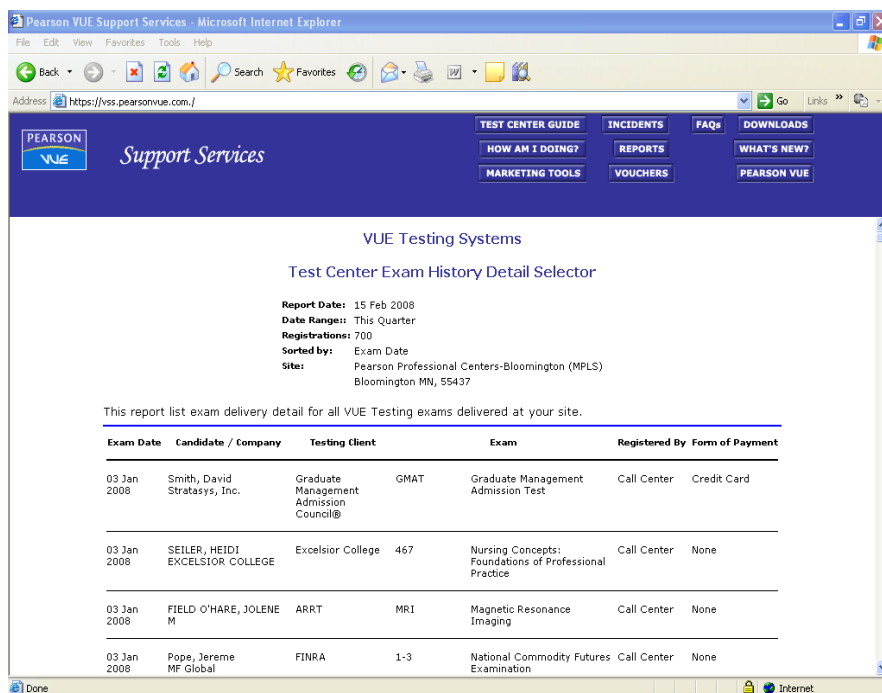 Pearson VUE Support Services - Microsoft Internet Explorer
File Edit View Favorites Tools Help
Back Search Favorites
Address https://vss.pearsonvue.com./ Go Links »
PEARSON
VUE
Support Services
TEST CENTER GUIDE INCIDENTS FAQs DOWNLOADS
HOW AM I DOING? REPORTS WHAT'S NEW?
MARKETING TOOLS VOUCHERS PEARSON VUE
VUE Testing Systems
Test Center Exam History Detail Selector
Report Date: 15 Feb 2008
Date Range:: This Quarter
Registrations: 700
Sorted by: Exam Date
Site: Pearson Professional Centers-Bloomington (MPLS)
Bloomington MN, 55437
This report list exam delivery detail for all VUE Testing exams delivered at your site.
Exam Date Candidate / Company Testing Client Exam Registered By Form of Payment
03 Jan Smith, David Graduate GMAT Graduate Management Call Center Credit Card
2008 Stratasys, Inc. Management Admission Test
Admission
Council®
03 Jan SEILER, HEIDI Excelsior College 467 Nursing Concepts: Call Center None
2008 EXCELSIOR COLLEGE Foundations of Professional
Practice
03 Jan FIELD O'HARE, JOLENE ARRT MRI Magnetic Resonance Call Center None
2008 M Imaging
03 Jan Pope, Jereme FINRA 1-3 National Commodity Futures Call Center None
2008 MF Global Examination
Done Internet